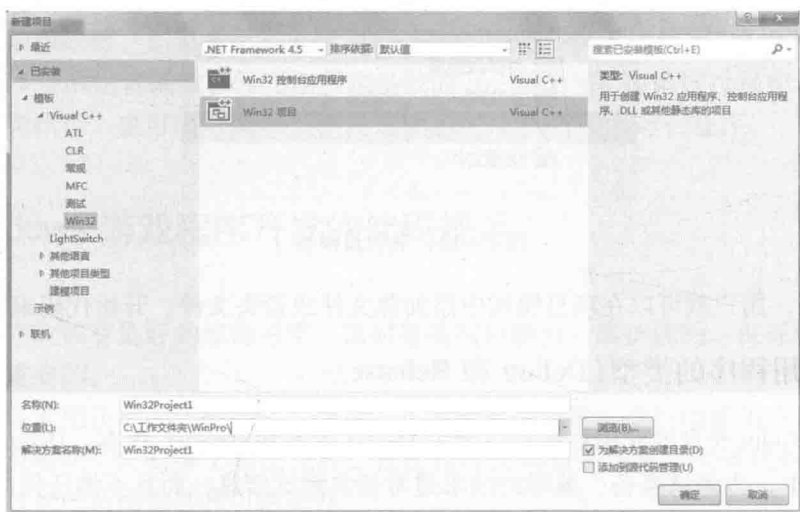 新建项目
最近
.NET Framework 4.5
排序依据: 默认值
搜索已安装模板(Ctrl+E)
已安装
模板
Visual C++
ATL
CLR
常规
MFC
测试
Win32
LightSwitch
其他语言
其他项目类型
建模项目
示例
联机
Win32 控制台应用程序
Visual C++
Win32 项目
Visual C++
类型: Visual C++
用于创建 Win32 应用程序、控制台应用程
序、DLL 或其他静态库的项目
名称(N):
Win32Project1
位置(L):
C:\工作文件夹\WinPro\
浏览(B)...
解决方案名称(M):
Win32Project1
为解决方案创建目录(D)
添加到源代码管理(U)
确定
取消